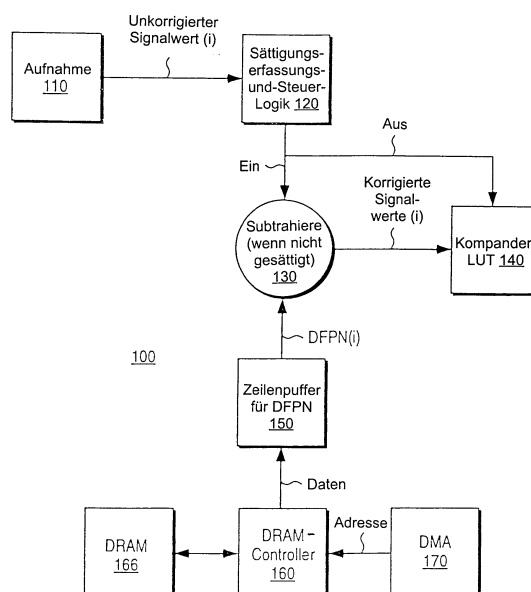 Unkorrigierter
Signalwert (i)
Aufnahme
110
Sättigungs-
erfassungs-
und-Steuer-
Logik 120
Aus
Ein
Korrigierte
Signal-
werte (i)
Subtrahiere
(wenn nicht
gesättigt)
130
Kompander
LUT 140
DFPN(i)
100
Zeilenpuffer
für DFPN
150
Daten
DRAM
166
DRAM-
Controller
160
Adresse
DMA
170